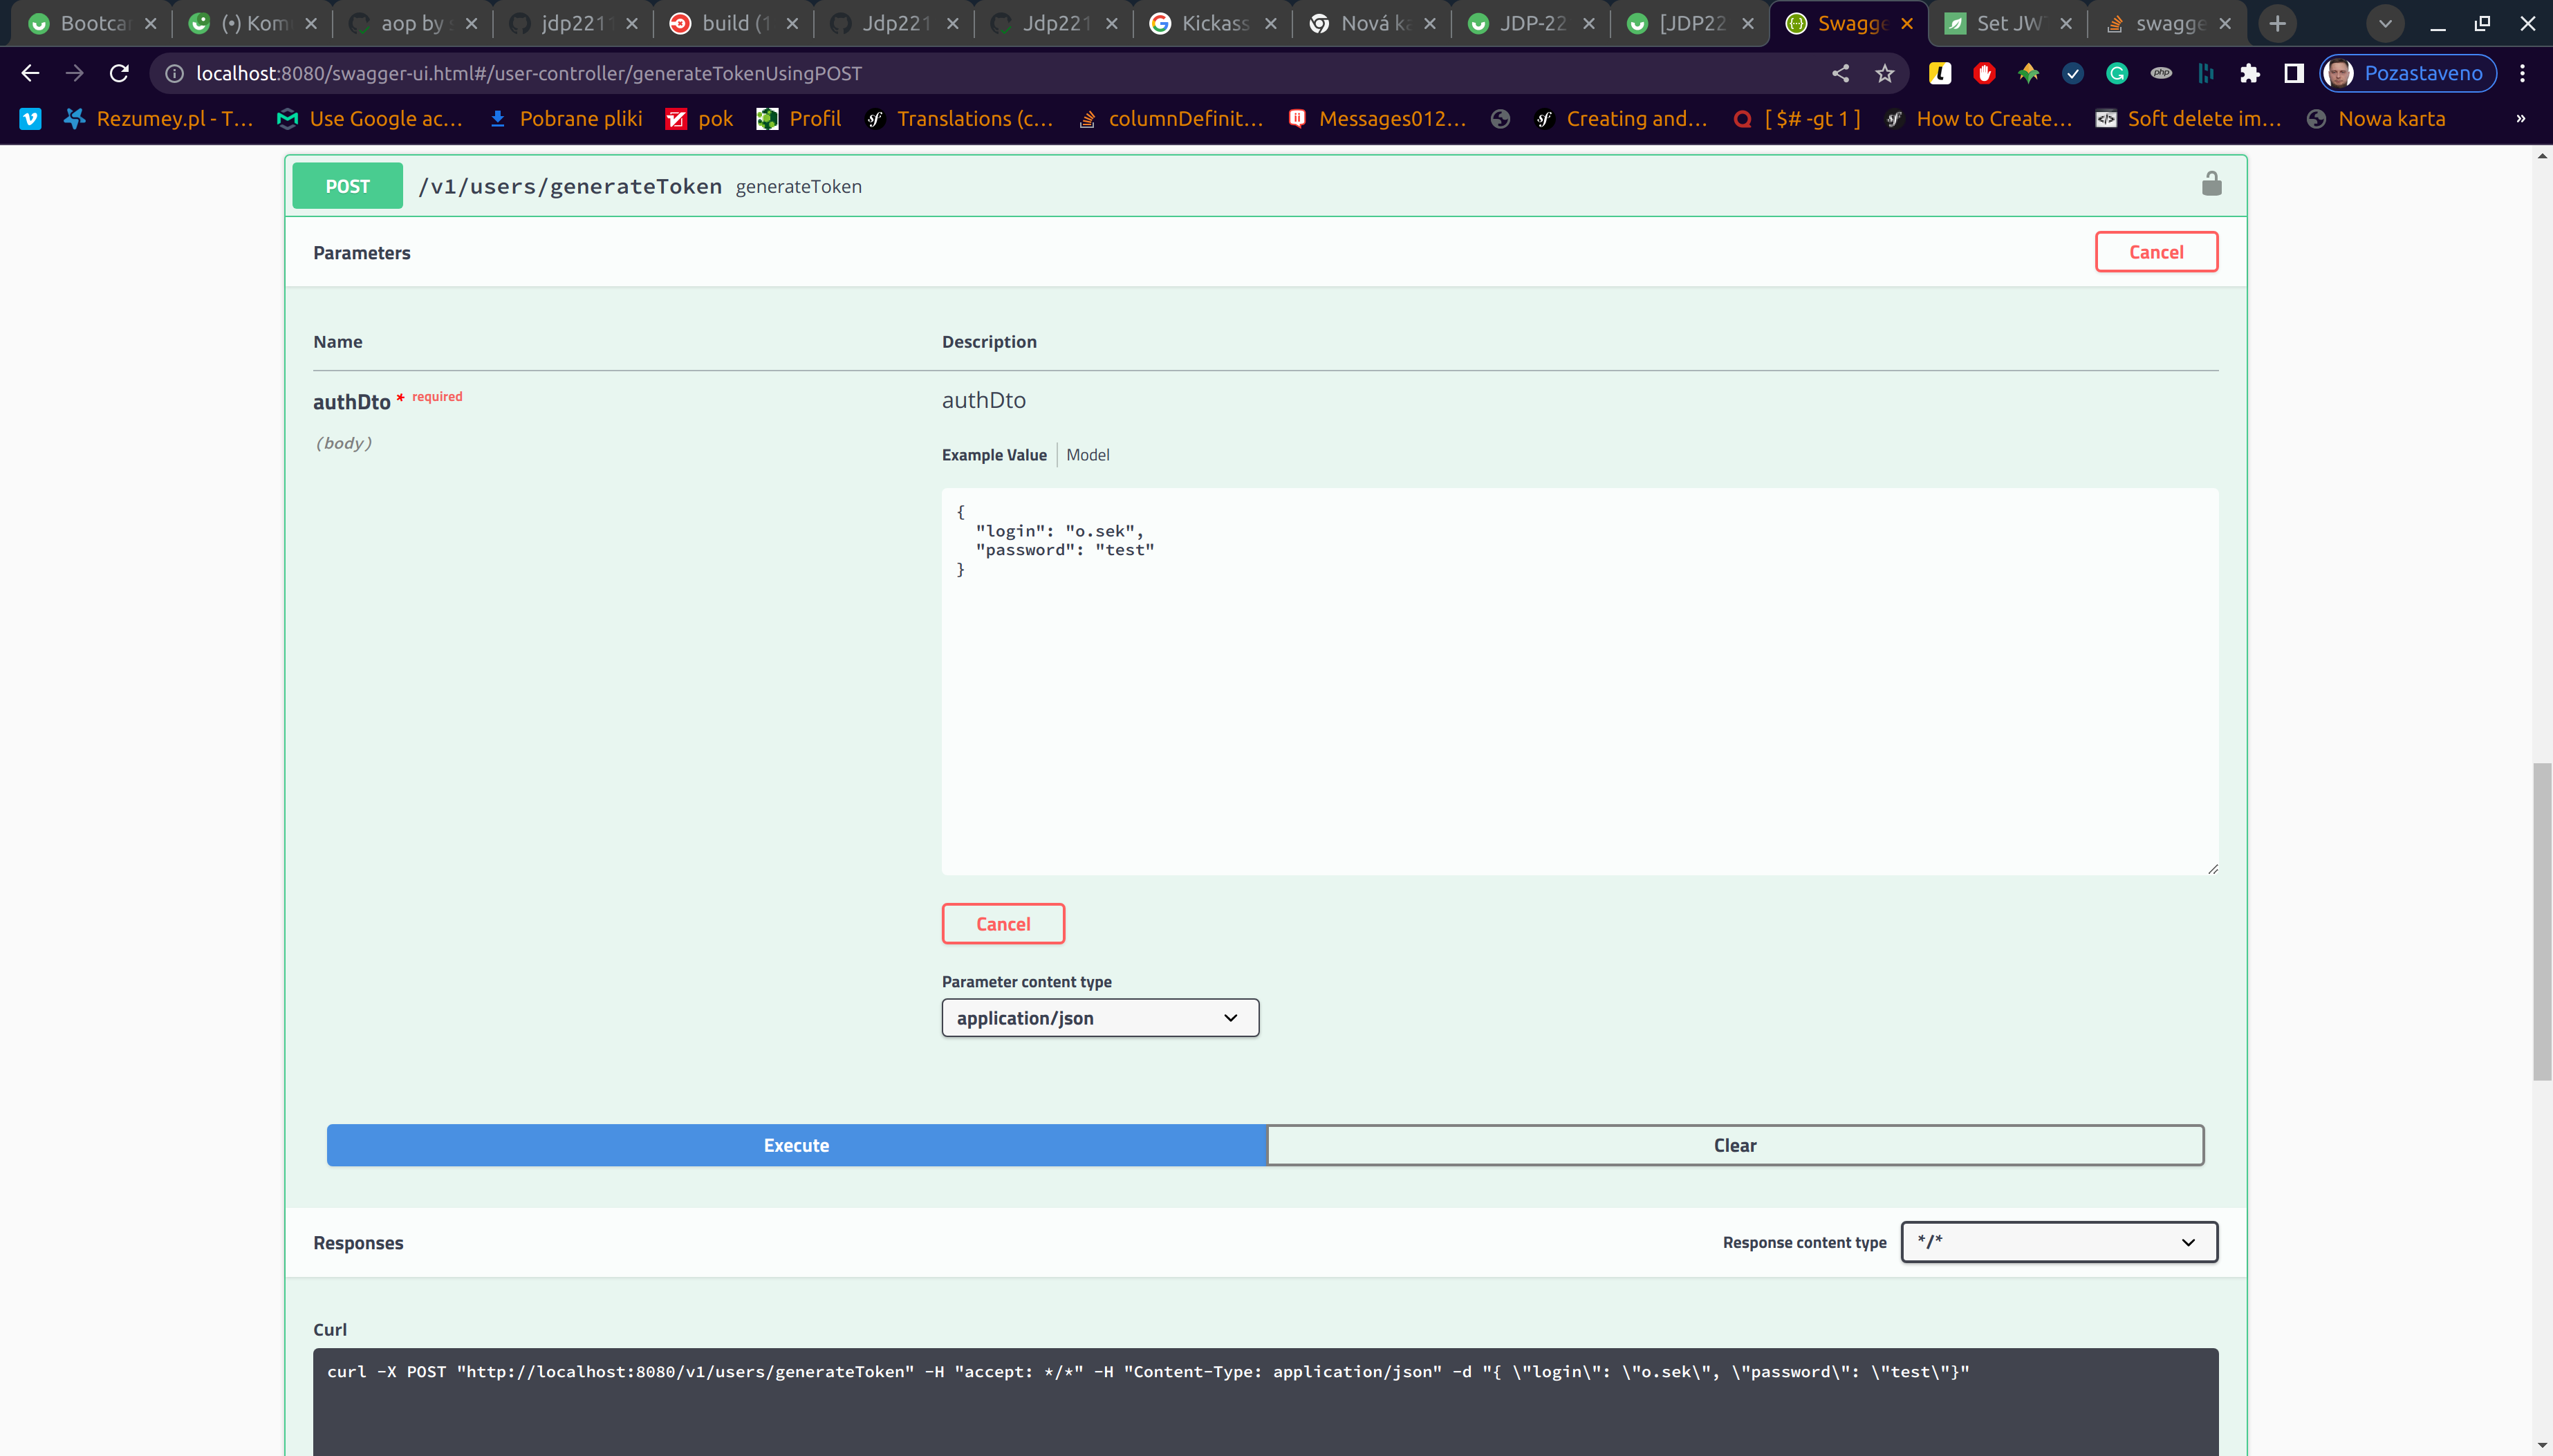 Bootcar
(•) Kom
aop by s
jdp221
build (1
Jdp221
Jdp221
Kickass
Nová ka
JDP-22
[JDP22
Swagge
Set JWT
swagge
localhost:8080/swagger-ui.html#/user-controller/generateTokenUsingPOST
Pozastaveno
Rezumey.pl - T...
Use Google ac...
Pobrane pliki
pok
Profil
Translations (c...
columnDefinit...
Messages012...
Creating and...
[ $# -gt 1 ]
How to Create...
Soft delete im...
Nowa karta
»
POST /v1/users/generateToken generateToken
Parameters
Cancel
Name
Description
authDto * required
(body)
authDto
Example Value
Model
{
"login": "o.sek",
"password": "test"
}
Cancel
Parameter content type
application/json
Execute
Clear
Responses
Response content type
*/*
Curl
curl -X POST "http://localhost:8080/v1/users/generateToken" -H "accept: */*" -H "Content-Type: application/json" -d "{ \"login\": \"o.sek\", \"password\": \"test\"}"